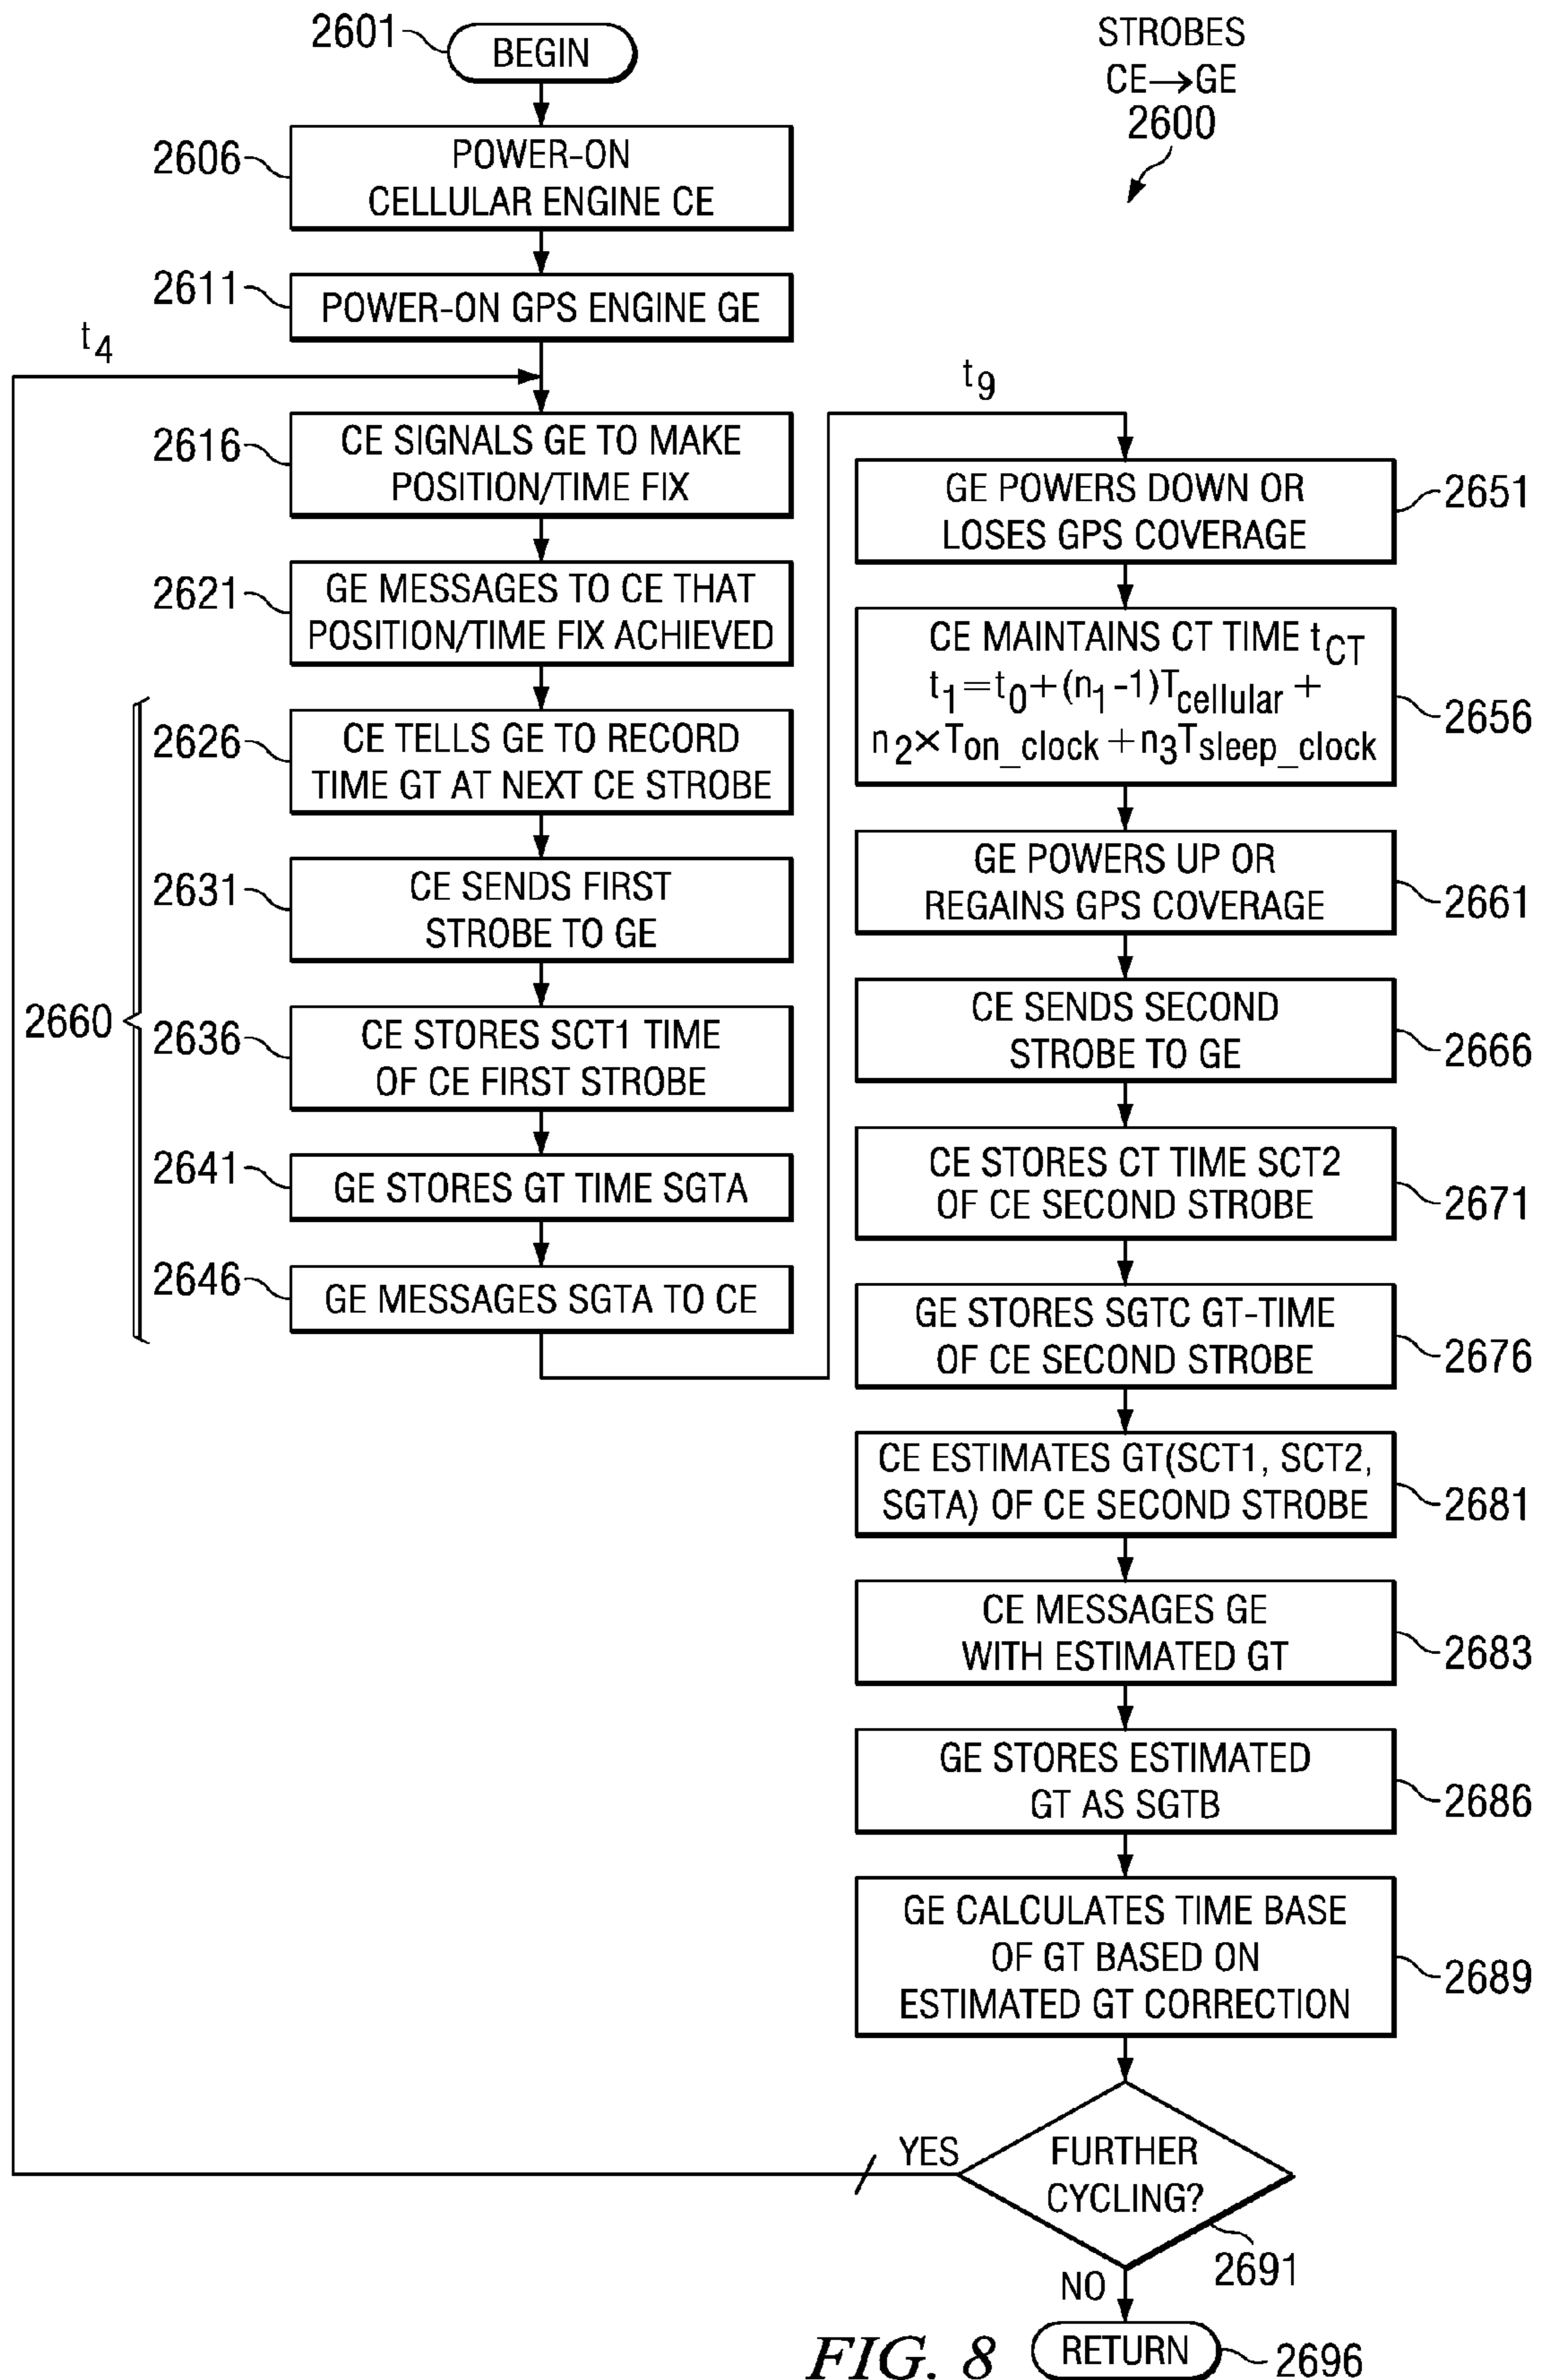 2601
BEGIN
STROBES
CE→GE
2600
2606
POWER-ON
CELLULAR ENGINE CE
2611
POWER-ON GPS ENGINE GE
t4
2616
CE SIGNALS GE TO MAKE
POSITION/TIME FIX
2621
GE MESSAGES TO CE THAT
POSITION/TIME FIX ACHIEVED
2660
2626
CE TELLS GE TO RECORD
TIME GT AT NEXT CE STROBE
2631
CE SENDS FIRST
STROBE TO GE
2636
CE STORES SCT1 TIME
OF CE FIRST STROBE
2641
GE STORES GT TIME SGTA
2646
GE MESSAGES SGTA TO CE
t9
GE POWERS DOWN OR
LOSES GPS COVERAGE
2651
CE MAINTAINS CT TIME tCT
t1=t0+(n1-1)Tcellular+
n2×Ton_clock+n3Tsleep_clock
2656
GE POWERS UP OR
REGAINS GPS COVERAGE
2661
CE SENDS SECOND
STROBE TO GE
2666
CE STORES CT TIME SCT2
OF CE SECOND STROBE
2671
GE STORES SGTC GT-TIME
OF CE SECOND STROBE
2676
CE ESTIMATES GT(SCT1, SCT2,
SGTA) OF CE SECOND STROBE
2681
CE MESSAGES GE
WITH ESTIMATED GT
2683
GE STORES ESTIMATED
GT AS SGTB
2686
GE CALCULATES TIME BASE
OF GT BASED ON
ESTIMATED GT CORRECTION
2689
YES
FURTHER
CYCLING?
2691
NO
RETURN
2696
FIG. 8